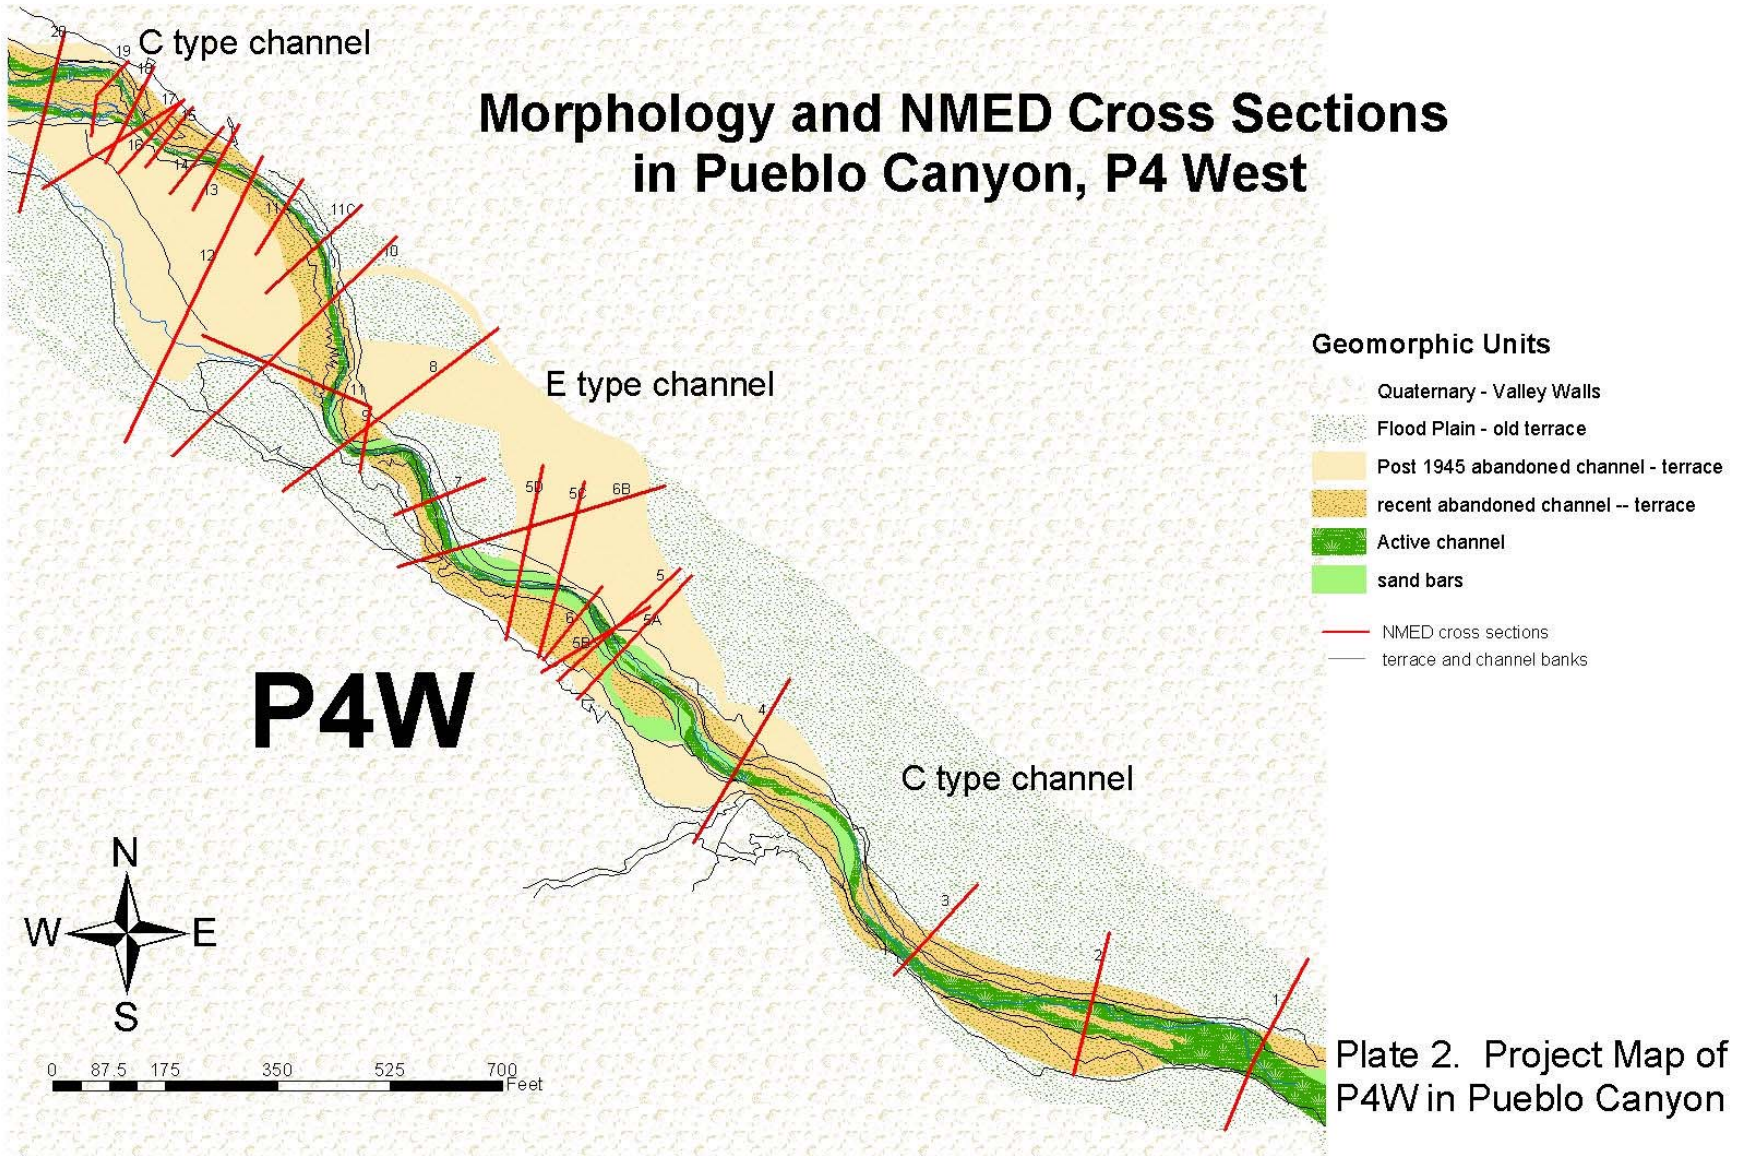 C type channel
Morphology and NMED Cross Sections
in Pueblo Canyon, P4 West
20
19
18
17
15
16
14
13
11A
11C
10
12
8
E type channel
11
9
7
5D
5C
6B
5
5A
6
5B
4
P4W
C type channel
3
2
1
Geomorphic Units
Quaternary - Valley Walls
Flood Plain - old terrace
Post 1945 abandoned channel - terrace
recent abandoned channel -- terrace
Active channel
sand bars
NMED cross sections
terrace and channel banks
N
W E
S
0 87.5 175 350 525 700
Feet
Plate 2. Project Map of
P4W in Pueblo Canyon